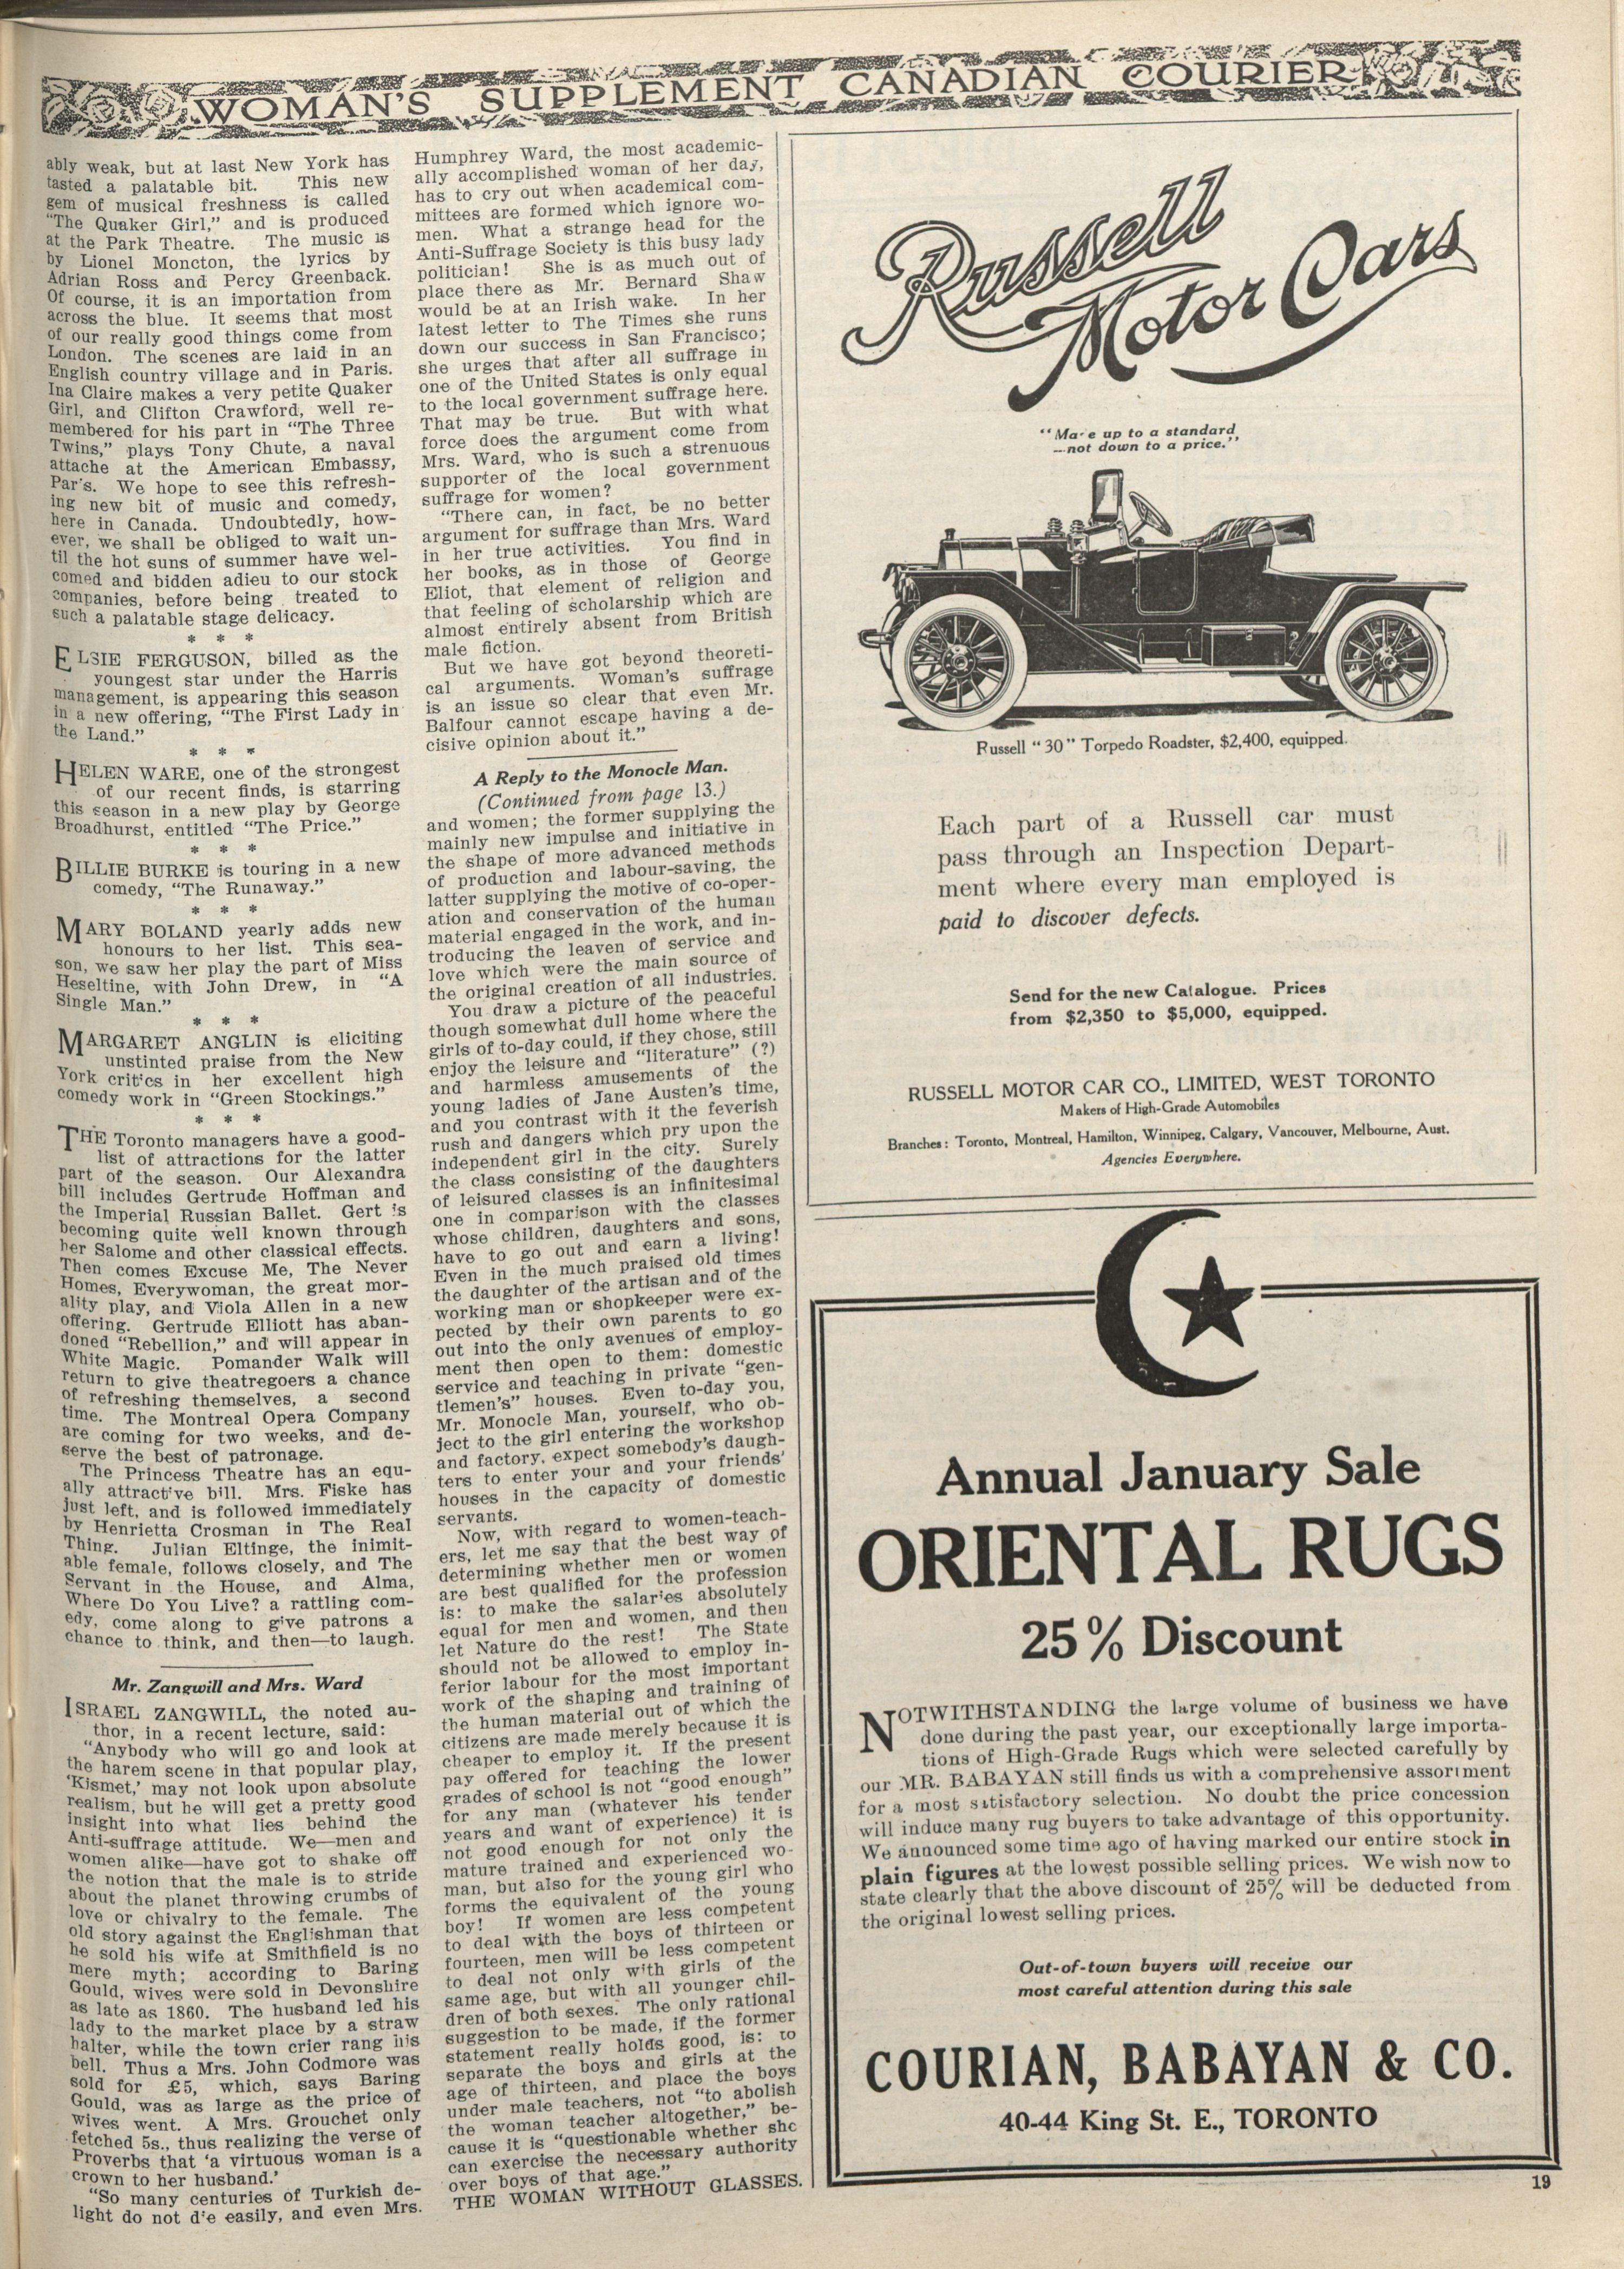 WOMAN'S SUPPLEMENT CANADIAN COURIER
ably weak, but at last New York has
tasted a palatable bit. This new
gem of musical freshness is called
"The Quaker Girl," and is produced
at the Park Theatre. The music is
by Lionel Moncton, the lyrics by
Adrian Ross and Percy Greenback.
Of course, it is an importation from
across the blue. It seems that most
of our really good things come from
London. The scenes are laid in an
English country village and in Paris.
Ina Claire makes a very petite Quaker
Girl, and Clifton Crawford, well re-
membered for his part in "The Three
Twins," plays Tony Chute, a naval
attache at the American Embassy,
Par's. We hope to see this refresh-
ing new bit of music and comedy,
here in Canada. Undoubtedly, how-
ever, we shall be obliged to wait un-
til the hot suns of summer have wel-
comed and bidden adieu to our stock
companies, before being treated to
such a palatable stage delicacy.
* * *
ELSIE FERGUSON, billed as the
youngest star under the Harris
management, is appearing this season
in a new offering, "The First Lady in
the Land."
* * *
HELEN WARE, one of the strongest
of our recent finds, is starring
this season in a new play by George
Broadhurst, entitled "The Price."
* * *
BILLIE BURKE is touring in a new
comedy, "The Runaway."
* * *
MARY BOLAND yearly adds new
honours to her list. This sea-
son, we saw her play the part of Miss
Heseltine, with John Drew, in "A
Single Man."
* * *
MARGARET ANGLIN is eliciting
unstinted praise from the New
York critics in her excellent high
comedy work in "Green Stockings."
* * *
THE Toronto managers have a good-
list of attractions for the latter
part of the season. Our Alexandra
bill includes Gertrude Hoffman and
the Imperial Russian Ballet. Gert is
becoming quite well known through
her Salome and other classical effects.
Then comes Excuse Me, The Never
Homes, Everywoman, the great mor-
ality play, and Viola Allen in a new
offering. Gertrude Elliott has aban-
doned "Rebellion," and will appear in
White Magic. Pomander Walk will
return to give theatregoers a chance
of refreshing themselves, a second
time. The Montreal Opera Company
are coming for two weeks, and de-
serve the best of patronage.
The Princess Theatre has an equ-
ally attractive bill. Mrs. Fiske has
just left, and is followed immediately
by Henrietta Crosman in The Real
Thing. Julian Eltinge, the inimit-
able female, follows closely, and The
Servant in the House, and Alma,
Where Do You Live? a rattling com-
edy, come along to give patrons a
chance to think, and then—to laugh.
Mr. Zangwill and Mrs. Ward
ISRAEL ZANGWILL, the noted au-
thor, in a recent lecture, said:
"Anybody who will go and look at
the harem scene in that popular play,
'Kismet,' may not look upon absolute
realism, but he will get a pretty good
insight into what lies behind the
Anti-suffrage attitude. We—men and
women alike—have got to shake off
the notion that the male is to stride
about the planet throwing crumbs of
love or chivalry to the female. The
old story against the Englishman that
he sold his wife at Smithfield is no
mere myth; according to Baring
Gould, wives were sold in Devonshire
as late as 1860. The husband led his
lady to the market place by a straw
halter, while the town crier rang his
bell. Thus a Mrs. John Codmore was
sold for £5, which, says Baring
Gould, was as large as the price of
wives went. A Mrs. Grouchet only
fetched 5s., thus realizing the verse of
Proverbs that 'a virtuous woman is a
crown to her husband.'
"So many centuries of Turkish de-
light do not d'e easily, and even Mrs.
Humphrey Ward, the most academic-
ally accomplished woman of her day,
has to cry out when academical com-
mittees are formed which ignore wo-
men. What a strange head for the
Anti-Suffrage Society is this busy lady
politician! She is as much out of
place there as Mr. Bernard Shaw
would be at an Irish wake. In her
latest letter to The Times she runs
down our success in San Francisco;
she urges that after all suffrage in
one of the United States is only equal
to the local government suffrage here.
That may be true. But with what
force does the argument come from
Mrs. Ward, who is such a strenuous
supporter of the local government
suffrage for women?
"There can, in fact, be no better
argument for suffrage than Mrs. Ward
in her true activities. You find in
her books, as in those of George
Eliot, that element of religion and
that feeling of scholarship which are
almost entirely absent from British
male fiction.
But we have got beyond theoreti-
cal arguments. Woman's suffrage
is an issue so clear that even Mr.
Balfour cannot escape having a de-
cisive opinion about it."
A Reply to the Monocle Man.
(Continued from page 13.)
and women; the former supplying the
mainly new impulse and initiative in
the shape of more advanced methods
of production and labour-saving, the
latter supplying the motive of co-oper-
ation and conservation of the human
material engaged in the work, and in-
troducing the leaven of service and
love which were the main source of
the original creation of all industries.
You draw a picture of the peaceful
though somewhat dull home where the
girls of to-day could, if they chose, still
enjoy the leisure and "literature" (?)
and harmless amusements of the
young ladies of Jane Austen's time,
and you contrast with it the feverish
rush and dangers which pry upon the
independent girl in the city. Surely
the class consisting of the daughters
of leisured classes is an infinitesimal
one in comparison with the classes
whose children, daughters and sons,
have to go out and earn a living!
Even in the much praised old times
the daughter of the artisan and of the
working man or shopkeeper were ex-
pected by their own parents to go
out into the only avenues of employ-
ment then open to them: domestic
service and teaching in private "gen-
tlemen's" houses. Even to-day you,
Mr. Monocle Man, yourself, who ob-
ject to the girl entering the workshop
and factory, expect somebody's daugh-
ters to enter your and your friends'
houses in the capacity of domestic
servants.
Now, with regard to women-teach-
ers, let me say that the best way of
determining whether men or women
are best qualified for the profession
is: to make the salaries absolutely
equal for men and women, and then
let Nature do the rest! The State
should not be allowed to employ in-
ferior labour for the most important
work of the shaping and training of
the human material out of which the
citizens are made merely because it is
cheaper to employ it. If the present
pay offered for teaching the lower
grades of school is not "good enough"
for any man (whatever his tender
years and want of experience) it is
not good enough for not only the
mature trained and experienced wo-
man, but also for the young girl who
forms the equivalent of the young
boy! If women are less competent
to deal with the boys of thirteen or
fourteen, men will be less competent
to deal not only with girls of the
same age, but with all younger chil-
dren of both sexes. The only rational
suggestion to be made, if the former
statement really holds good, is: to
separate the boys and girls at the
age of thirteen, and place the boys
under male teachers, not "to abolish
the woman teacher altogether," be-
cause it is "questionable whether she
can exercise the necessary authority
over boys of that age."
THE WOMAN WITHOUT GLASSES.
Russell
Motor Cars
"Made up to a standard
—not down to a price."
Russell "30" Torpedo Roadster, $2,400, equipped.
Each part of a Russell car must
pass through an Inspection Depart-
ment where every man employed is
paid to discover defects.
Send for the new Catalogue. Prices
from $2,350 to $5,000, equipped.
RUSSELL MOTOR CAR CO., LIMITED, WEST TORONTO
Makers of High-Grade Automobiles
Branches: Toronto, Montreal, Hamilton, Winnipeg, Calgary, Vancouver, Melbourne, Aust.
Agencies Everywhere.
Annual January Sale
ORIENTAL RUGS
25% Discount
NOTWITHSTANDING the large volume of business we have
done during the past year, our exceptionally large importa-
tions of High-Grade Rugs which were selected carefully by
our MR. BABAYAN still finds us with a comprehensive assortment
for a most satisfactory selection. No doubt the price concession
will induce many rug buyers to take advantage of this opportunity.
We announced some time ago of having marked our entire stock in
plain figures at the lowest possible selling prices. We wish now to
state clearly that the above discount of 25% will be deducted from
the original lowest selling prices.
Out-of-town buyers will receive our
most careful attention during this sale
COURIAN, BABAYAN & CO.
40-44 King St. E., TORONTO
19